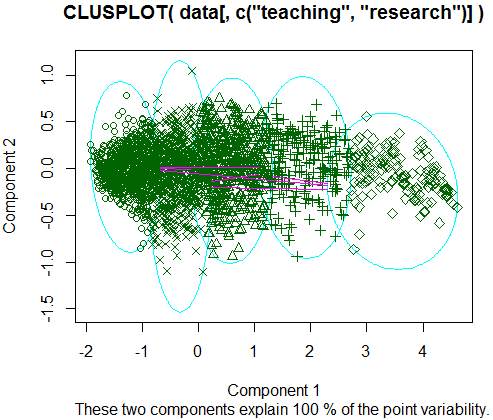 CLUSPLOT( data[, c("teaching", "research")] )
Component 2
1.0
0.5
0.0
-0.5
-1.0
-1.5
-2 -1 0 1 2 3 4
Component 1
These two components explain 100 % of the point variability.